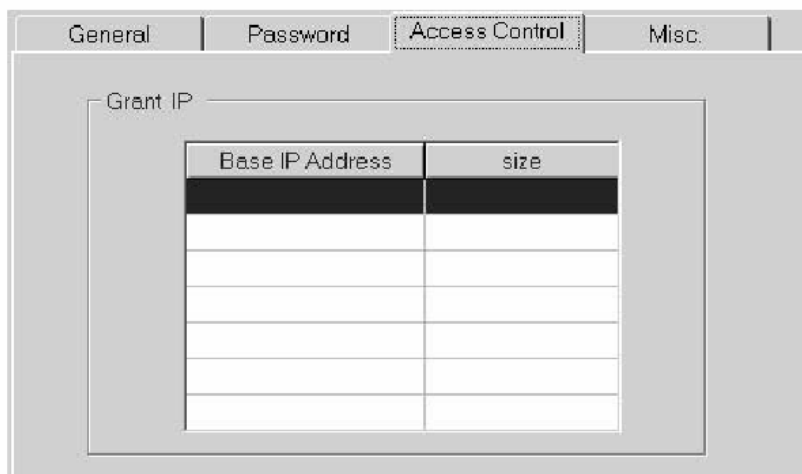 General Password Access Control Misc.
Grant IP
Base IP Address size